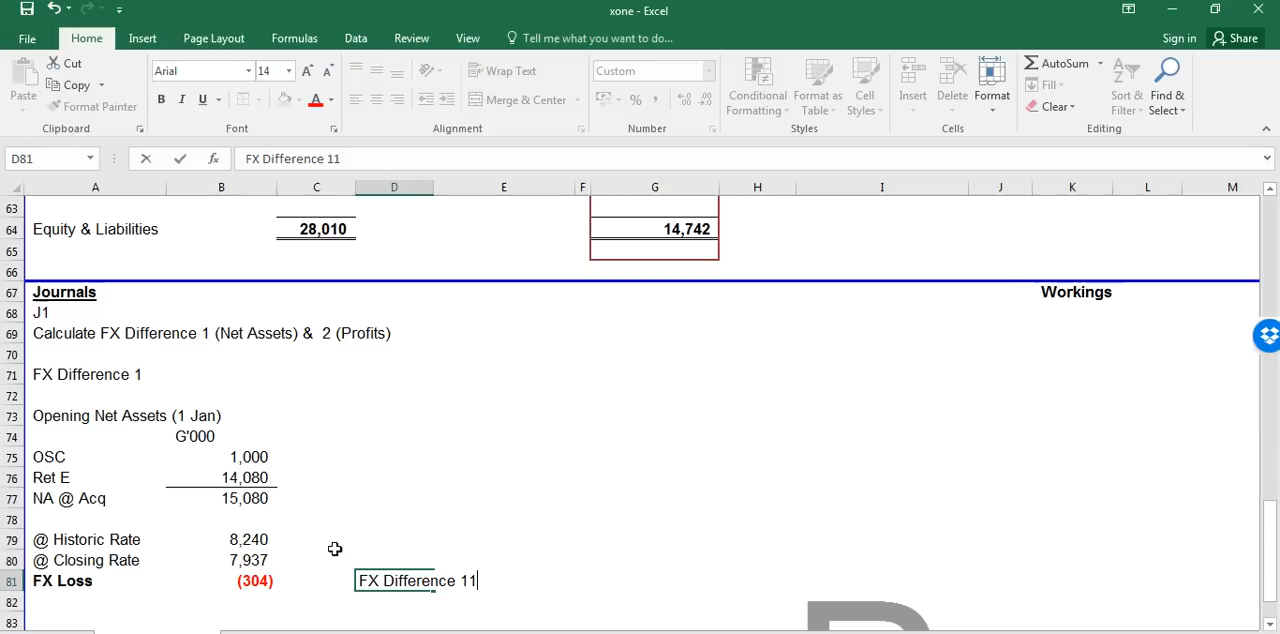 xone - Excel
File Home Insert Page Layout Formulas Data Review View Tell me what you want to do... Sign in Share
Cut Arial 14 Wrap Text Custom AutoSum
Copy Fill
Paste Format Painter B I U Merge & Center % , Conditional Formatting Format as Table Cell Styles Insert Delete Format Clear Sort & Filter Find & Select
Clipboard Font Alignment Number Styles Cells Editing
D81 fx FX Difference 11
A B C D E F G H I J K L M
63
64 Equity & Liabilities 28,010 14,742
65
66
67 Journals Workings
68 J1
69 Calculate FX Difference 1 (Net Assets) & 2 (Profits)
70
71 FX Difference 1
72
73 Opening Net Assets (1 Jan)
74 G'000
75 OSC 1,000
76 Ret E 14,080
77 NA @ Acq 15,080
78
79 @ Historic Rate 8,240
80 @ Closing Rate 7,937
81 FX Loss (304) FX Difference 11
82
83